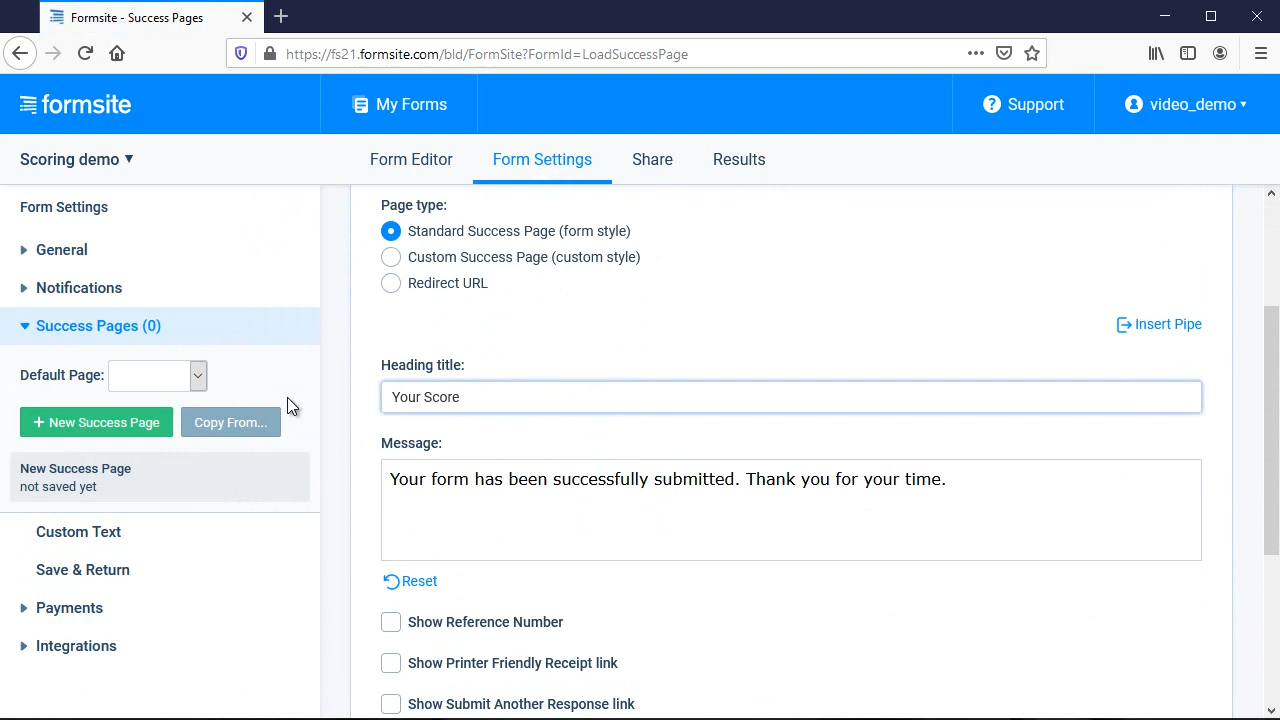 Formsite - Success Pages
https://fs21.formsite.com/bld/FormSite?FormId=LoadSuccessPage
formsite
My Forms
Support
video_demo
Scoring demo
Form Editor
Form Settings
Share
Results
Form Settings
General
Notifications
Success Pages (0)
Default Page:
+ New Success Page
Copy From...
New Success Page
not saved yet
Custom Text
Save & Return
Payments
Integrations
Page type:
Standard Success Page (form style)
Custom Success Page (custom style)
Redirect URL
Insert Pipe
Heading title:
Your Score
Message:
Your form has been successfully submitted. Thank you for your time.
Reset
Show Reference Number
Show Printer Friendly Receipt link
Show Submit Another Response link